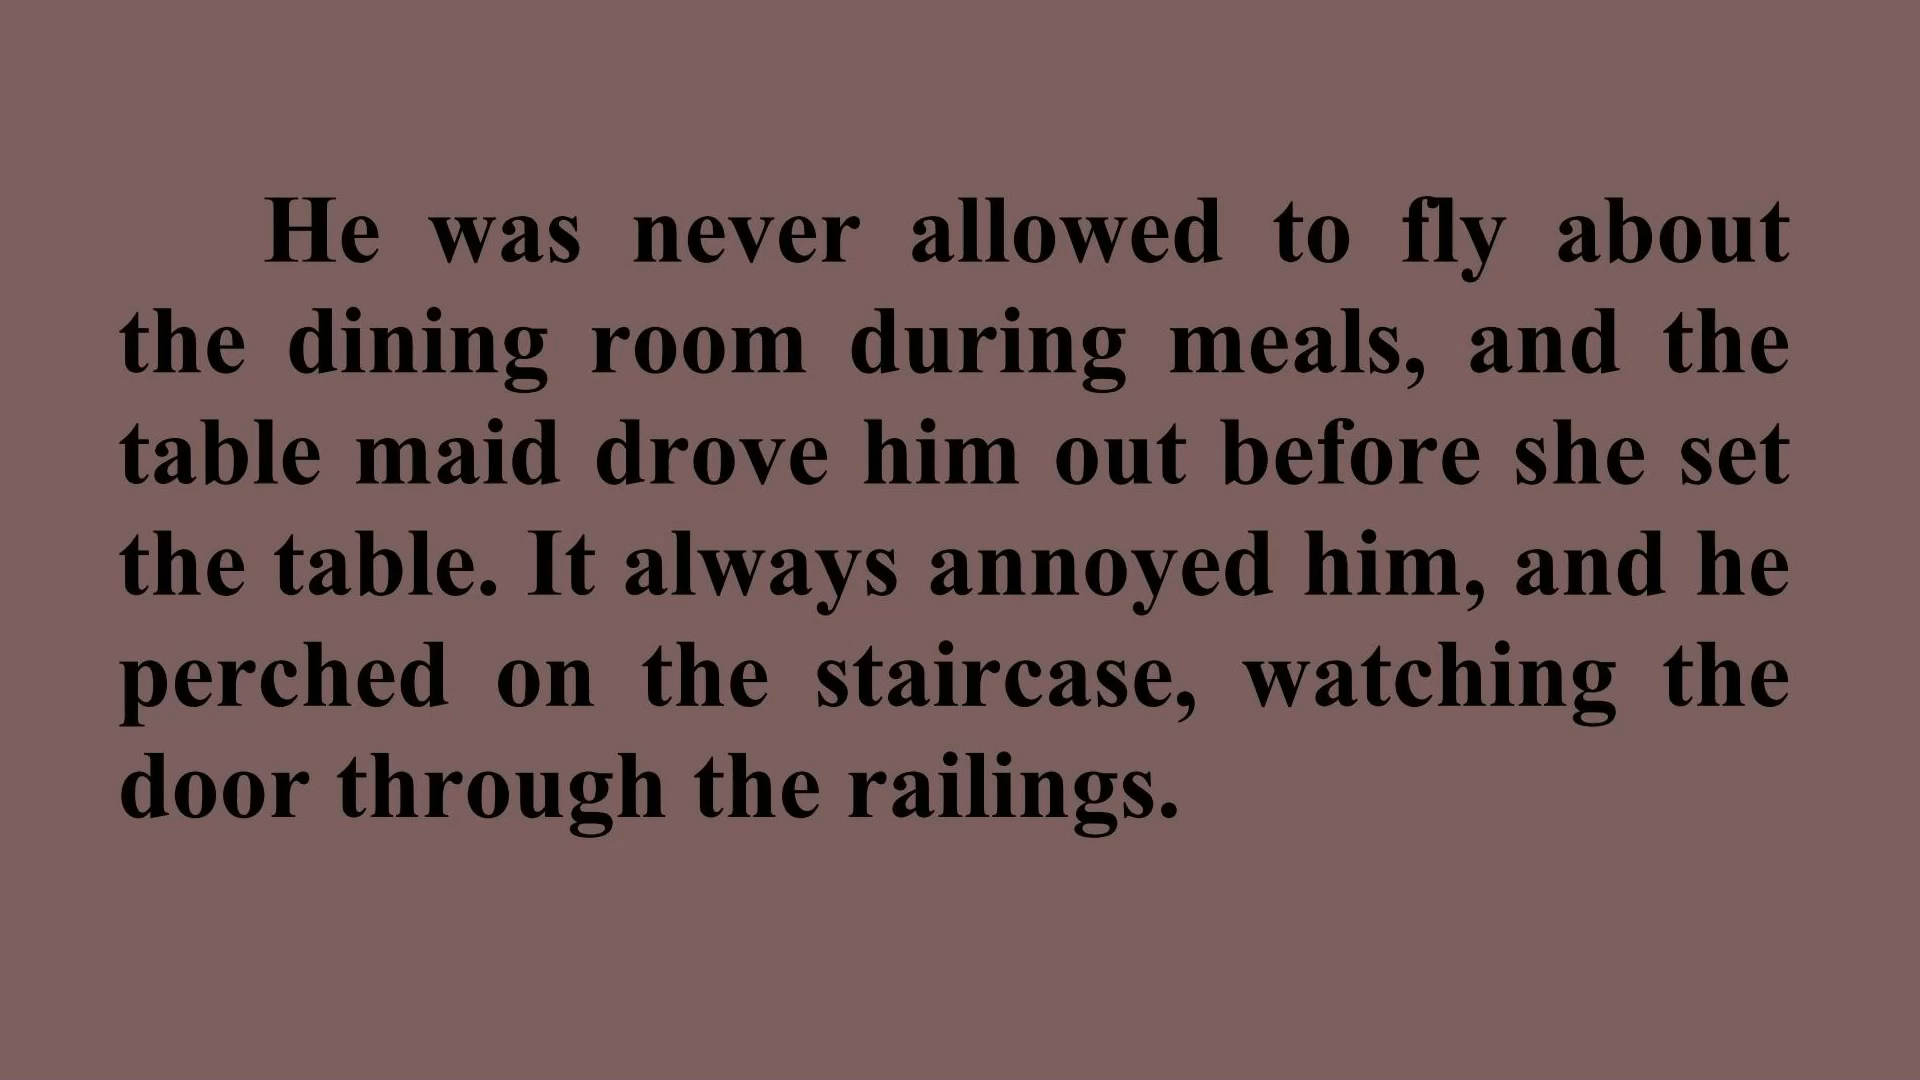 He was never allowed to fly about
the dining room during meals, and the
table maid drove him out before she set
the table. It always annoyed him, and he
perched on the staircase, watching the
door through the railings.